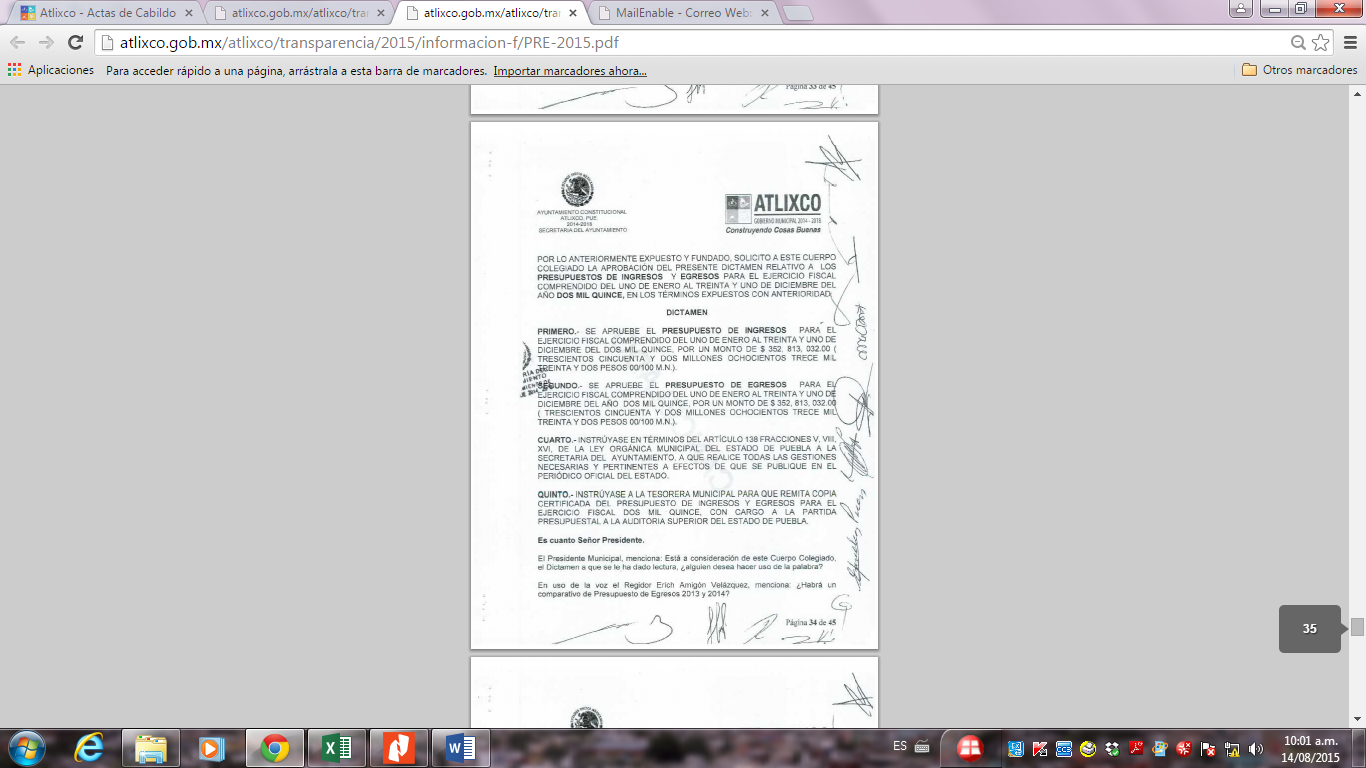 Atlixco - Actas de Cabildo
atlixco.gob.mx/atlixco/tra
atlixco.gob.mx/atlixco/tra
MailEnable - Correo Web
atlixco.gob.mx/atlixco/transparencia/2015/informacion-f/PRE-2015.pdf
Aplicaciones
Para acceder rápido a una página, arrástrala a esta barra de marcadores.
Importar marcadores ahora...
Otros marcadores
Página 33 de 45
AYUNTAMIENTO CONSTITUCIONAL
ATLIXCO, PUE.
2014-2018
SECRETARIA DEL AYUNTAMIENTO
ATLIXCO
GOBIERNO MUNICIPAL 2014 - 2018
Construyendo Cosas Buenas
POR LO ANTERIORMENTE EXPUESTO Y FUNDADO, SOLICITO A ESTE CUERPO
COLEGIADO LA APROBACIÓN DEL PRESENTE DICTAMEN RELATIVO A LOS
PRESUPUESTOS DE INGRESOS Y EGRESOS PARA EL EJERCICIO FISCAL
COMPRENDIDO DEL UNO DE ENERO AL TREINTA Y UNO DE DICIEMBRE DEL
AÑO DOS MIL QUINCE, EN LOS TÉRMINOS EXPUESTOS CON ANTERIORIDAD
DICTAMEN
PRIMERO.- SE APRUEBE EL PRESUPUESTO DE INGRESOS PARA EL
EJERCICIO FISCAL COMPRENDIDO DEL UNO DE ENERO AL TREINTA Y UNO DE
DICIEMBRE DEL DOS MIL QUINCE, POR UN MONTO DE $ 352, 813, 032.00 (
TRESCIENTOS CINCUENTA Y DOS MILLONES OCHOCIENTOS TRECE MIL
TREINTA Y DOS PESOS 00/100 M.N.).
SEGUNDO.- SE APRUEBE EL PRESUPUESTO DE EGRESOS PARA EL
EJERCICIO FISCAL COMPRENDIDO DEL UNO DE ENERO AL TREINTA Y UNO DE
DICIEMBRE DEL AÑO DOS MIL QUINCE, POR UN MONTO DE $ 352, 813, 032.00
( TRESCIENTOS CINCUENTA Y DOS MILLONES OCHOCIENTOS TRECE MIL
TREINTA Y DOS PESOS 00/100 M.N.).
CUARTO.- INSTRÚYASE EN TÉRMINOS DEL ARTÍCULO 138 FRACCIONES V, VIII,
XVI, DE LA LEY ORGÁNICA MUNICIPAL DEL ESTADO DE PUEBLA A LA
SECRETARIA DEL AYUNTAMIENTO, A QUE REALICE TODAS LAS GESTIONES
NECESARIAS Y PERTINENTES A EFECTOS DE QUE SE PUBLIQUE EN EL
PERIÓDICO OFICIAL DEL ESTADO.
QUINTO.- INSTRÚYASE A LA TESORERA MUNICIPAL PARA QUE REMITA COPIA
CERTIFICADA DEL PRESUPUESTO DE INGRESOS Y EGRESOS PARA EL
EJERCICIO FISCAL DOS MIL QUINCE, CON CARGO A LA PARTIDA
PRESUPUESTAL A LA AUDITORIA SUPERIOR DEL ESTADO DE PUEBLA.
Es cuanto Señor Presidente.
El Presidente Municipal, menciona: Está a consideración de este Cuerpo Colegiado,
el Dictamen a que se le ha dado lectura, ¿alguien desea hacer uso de la palabra?
En uso de la voz el Regidor Erich Amigón Velázquez, menciona: ¿Habrá un
comparativo de Presupuesto de Egresos 2013 y 2014?
Página 34 de 45
35
ES
10:01 a.m.
14/08/2015